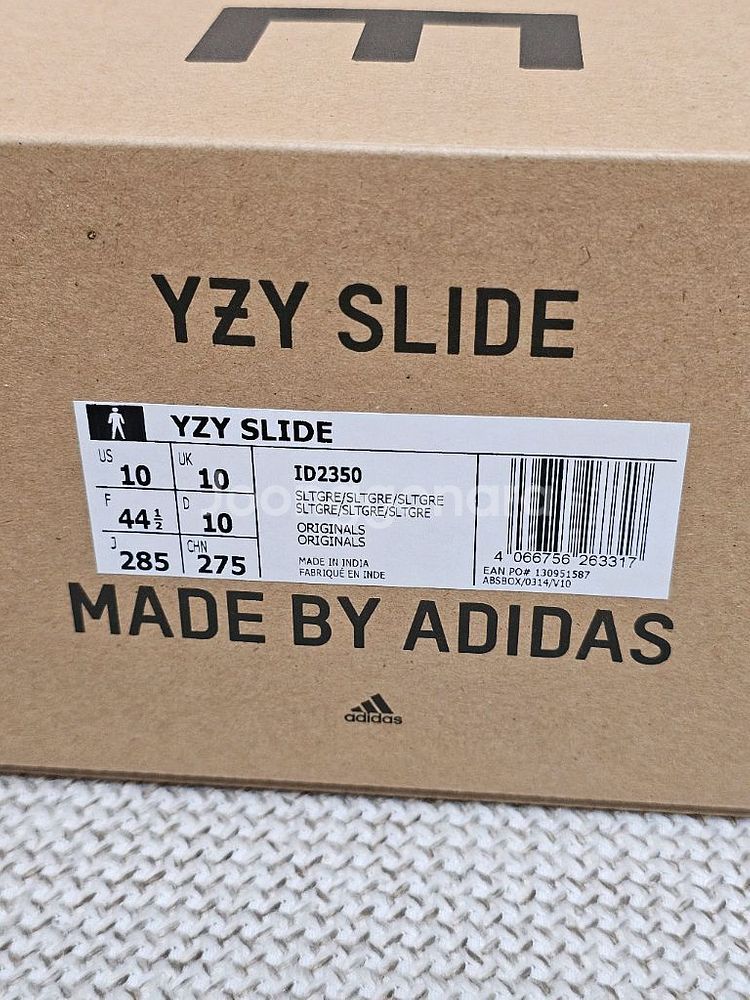 YZY SLIDE
YZY SLIDE
US 10 UK 10
F 44½ D 10
J 285 CHN 275
ID2350
SLTGRE/SLTGRE/SLTGRE
SLTGRE/SLTGRE/SLTGRE
ORIGINALS
ORIGINALS
MADE IN INDIA
FABRIQUÉ EN INDE
4 066756 263317
EAN PO# 130951587
ABSBOX/0314/V10
MADE BY ADIDAS
adidas